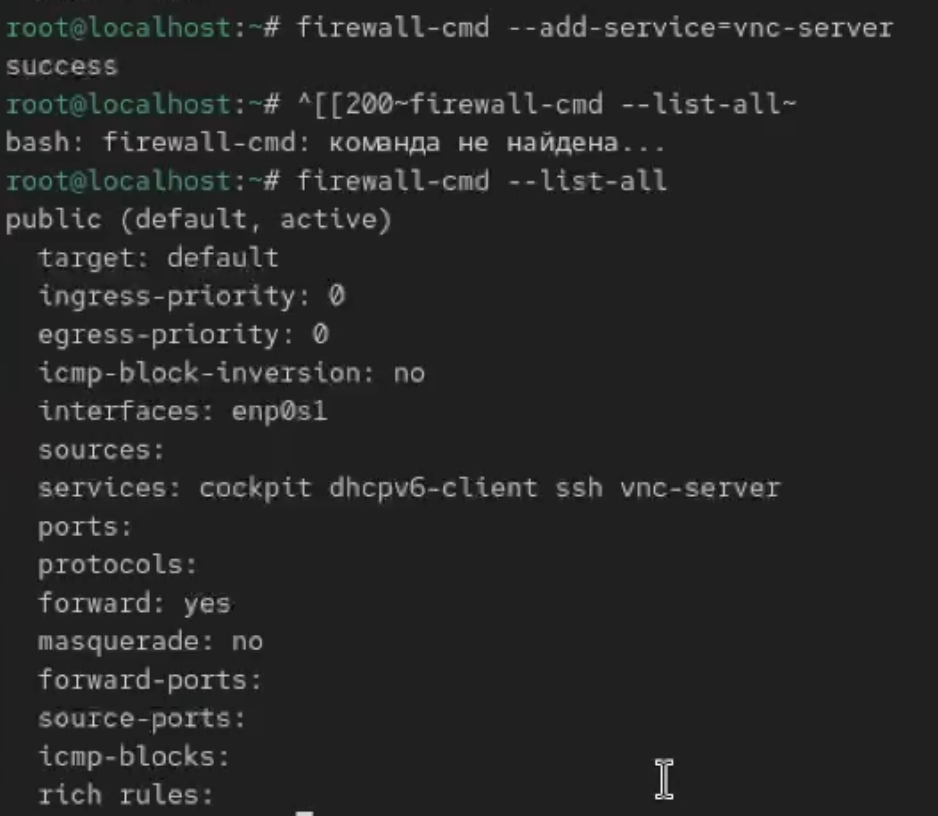 root@localhost:~# firewall-cmd --add-service=vnc-server
success
root@localhost:~# ^[[200~firewall-cmd --list-all~
bash: firewall-cmd: команда не найдена...
root@localhost:~# firewall-cmd --list-all
public (default, active)
  target: default
  ingress-priority: 0
  egress-priority: 0
  icmp-block-inversion: no
  interfaces: enp0s1
  sources:
  services: cockpit dhcpv6-client ssh vnc-server
  ports:
  protocols:
  forward: yes
  masquerade: no
  forward-ports:
  source-ports:
  icmp-blocks:
  rich rules: